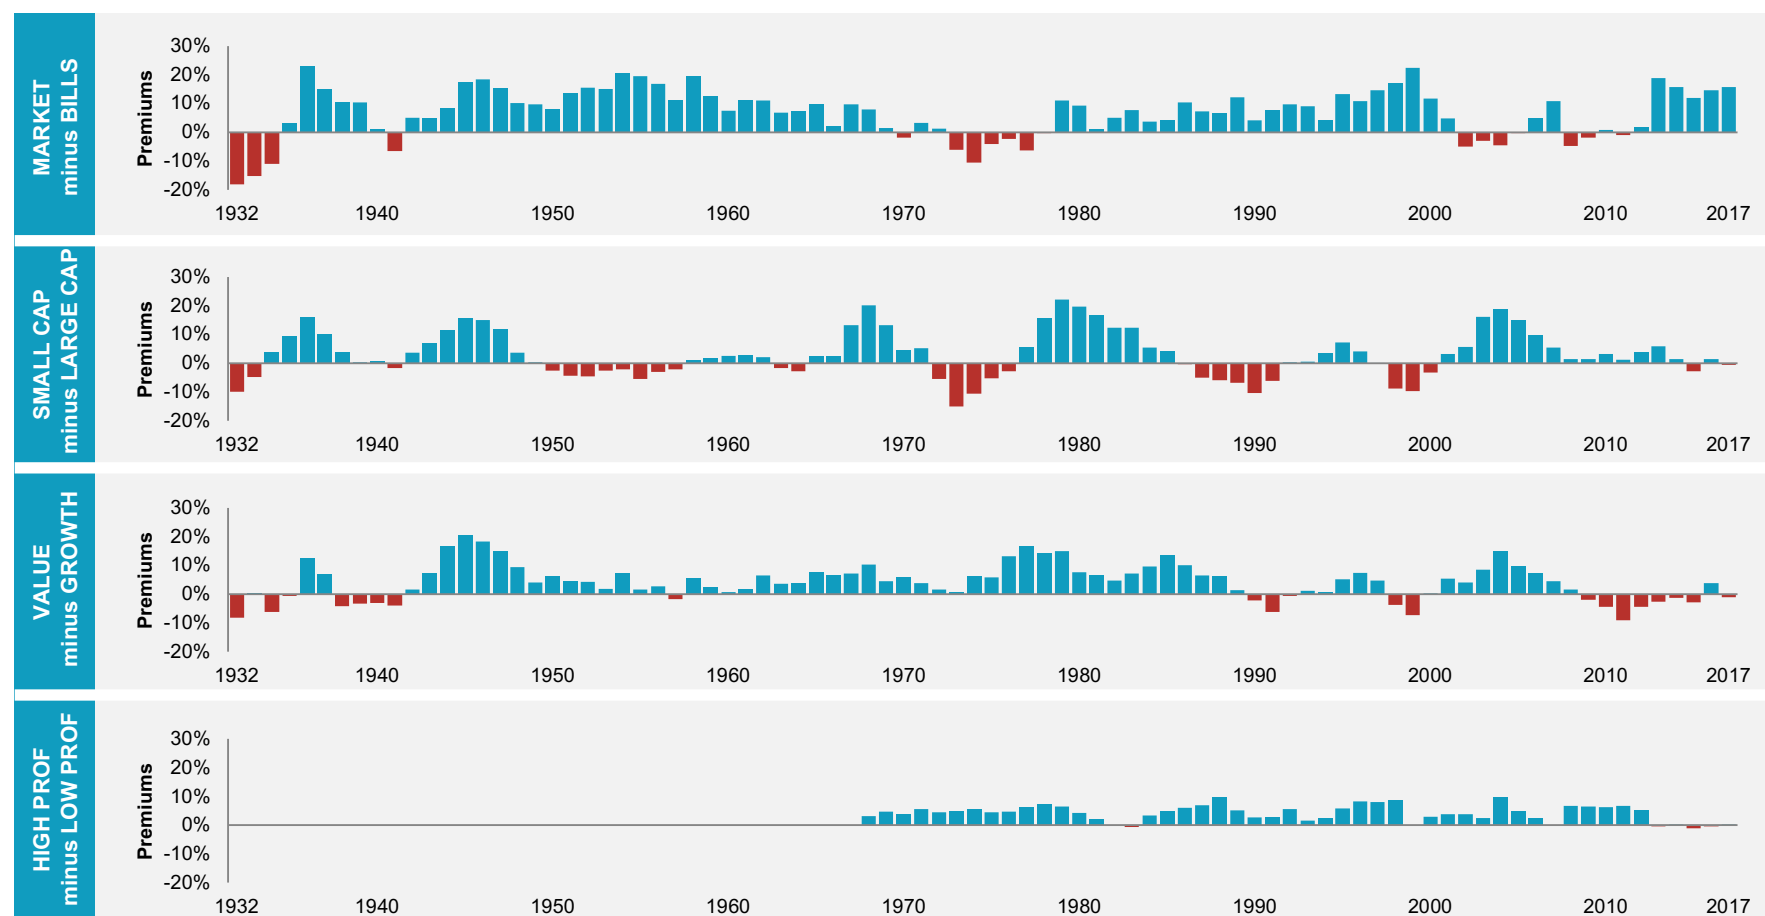 MARKET
minus BILLS
Premiums
30%
20%
10%
0%
-10%
-20%
1932 1940 1950 1960 1970 1980 1990 2000 2010 2017
SMALL CAP
minus LARGE CAP
Premiums
30%
20%
10%
0%
-10%
-20%
1932 1940 1950 1960 1970 1980 1990 2000 2010 2017
VALUE
minus GROWTH
Premiums
30%
20%
10%
0%
-10%
-20%
1932 1940 1950 1960 1970 1980 1990 2000 2010 2017
HIGH PROF
minus LOW PROF
Premiums
30%
20%
10%
0%
-10%
-20%
1932 1940 1950 1960 1970 1980 1990 2000 2010 2017